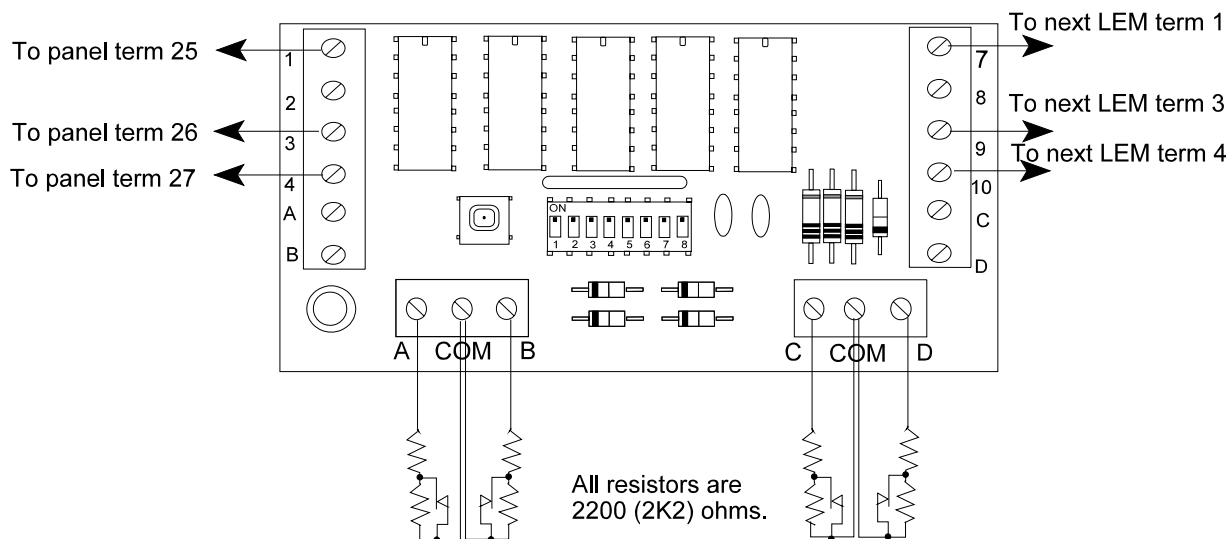 To next LEM term 1
To panel term 25
1
7
2
8
To next LEM term 3
To panel term 26
3
9
To next LEM term 4
To panel term 27
4
10
A
C
ON
1 2 3 4 5 6 7 8
B
D
A COM B
C COM D
All resistors are
2200 (2K2) ohms.